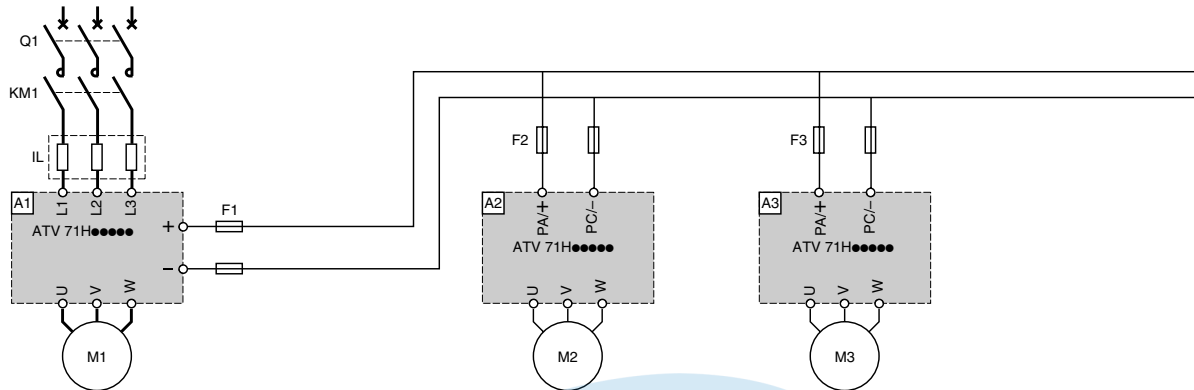 Q1
KM1
IL
A1
L1 L2 L3
ATV 71H●●●●●
+
−
U V W
M1
F1
F2
A2
PA/+ PC/−
ATV 71H●●●●●
U V W
M2
F3
A3
PA/+ PC/−
ATV 71H●●●●●
U V W
M3